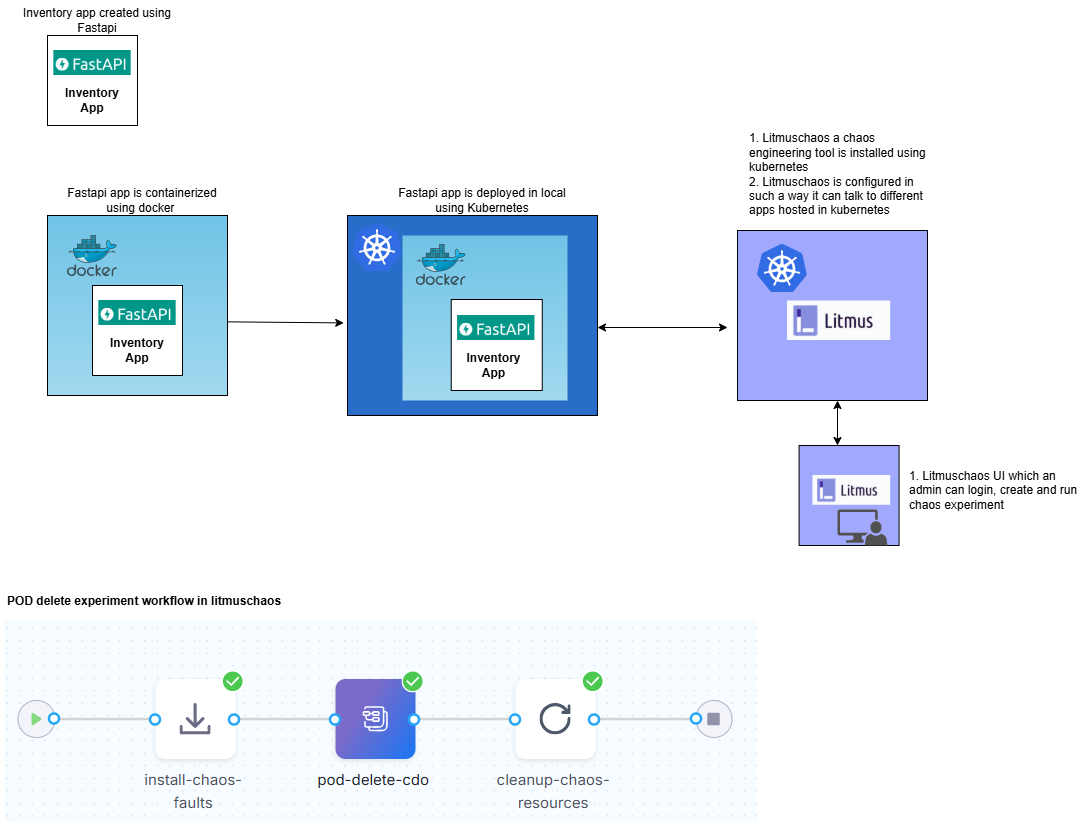 Inventory app created using
Fastapi
FastAPI
Inventory
App
Fastapi app is containerized
using docker
docker
FastAPI
Inventory
App
Fastapi app is deployed in local
using Kubernetes
docker
FastAPI
Inventory
App
1. Litmuschaos a chaos
engineering tool is installed using
kubernetes
2. Litmuschaos is configured in
such a way it can talk to different
apps hosted in kubernetes
Litmus
Litmus
1. Litmuschaos UI which an
admin can login, create and run
chaos experiment
POD delete experiment workflow in litmuschaos
install-chaos-
faults
pod-delete-cdo
cleanup-chaos-
resources